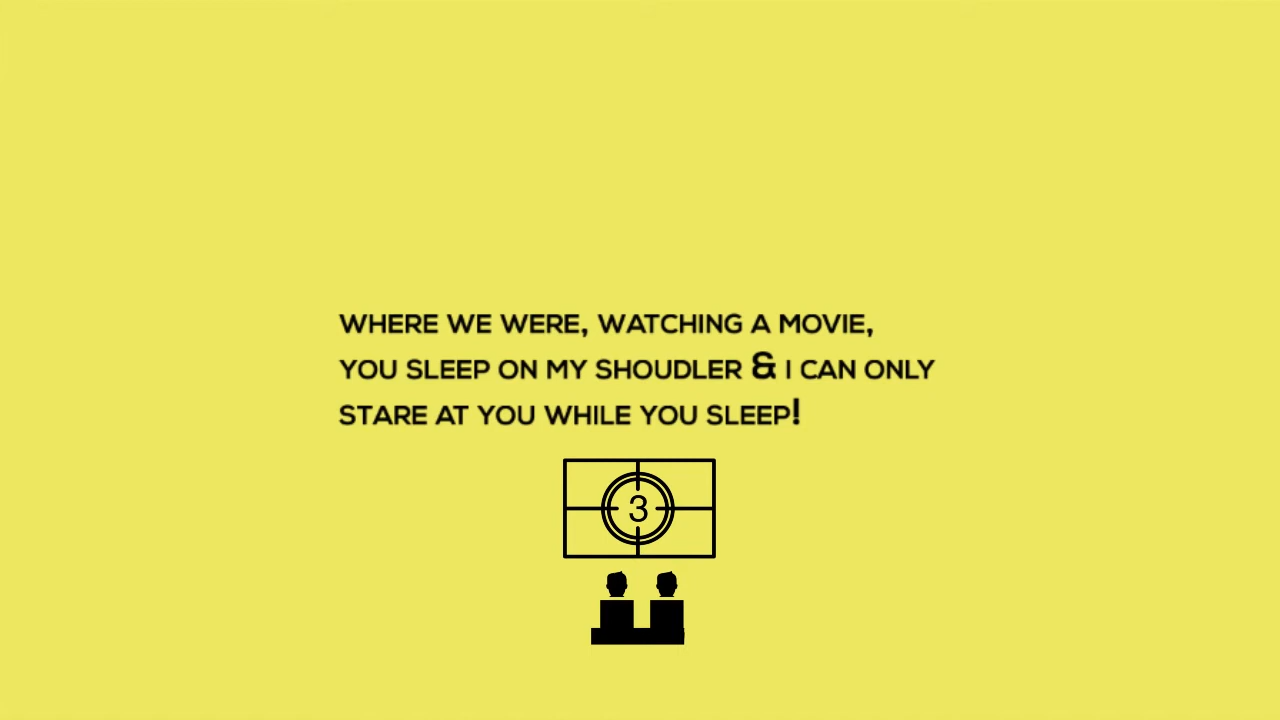 WHERE WE WERE, WATCHING A MOVIE,
YOU SLEEP ON MY SHOUDLER & I CAN ONLY
STARE AT YOU WHILE YOU SLEEP!
3